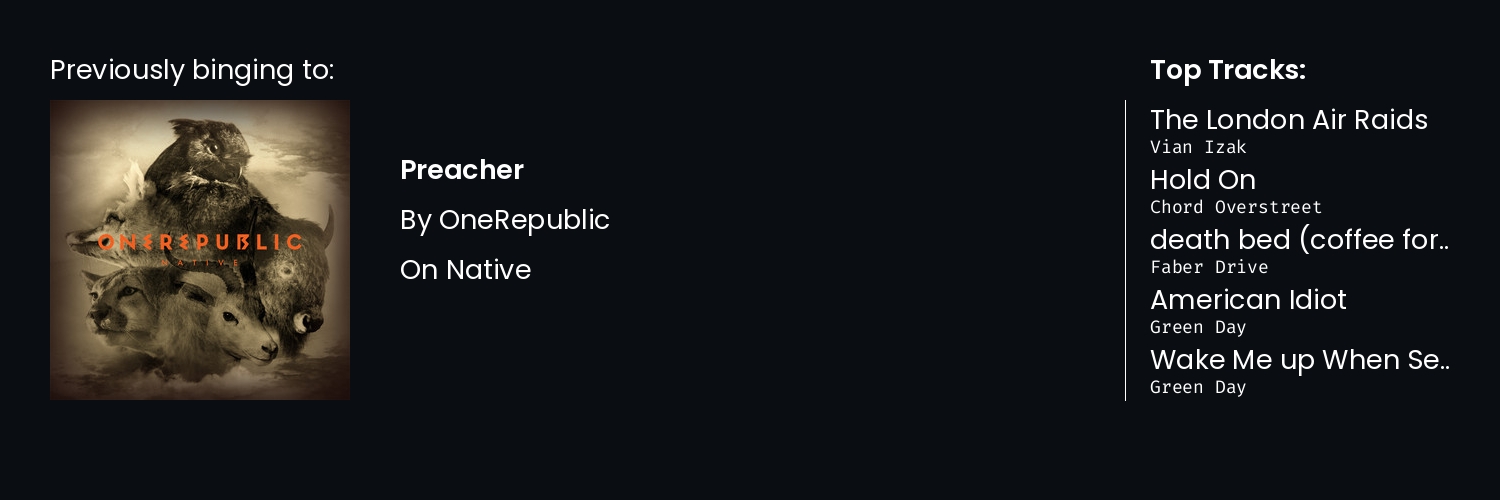 Previously binging to:
ONEREPUBLIC
NATIVE
Preacher
By OneRepublic
On Native
Top Tracks:
The London Air Raids
Vian Izak
Hold On
Chord Overstreet
death bed (coffee for..
Faber Drive
American Idiot
Green Day
Wake Me up When Se..
Green Day